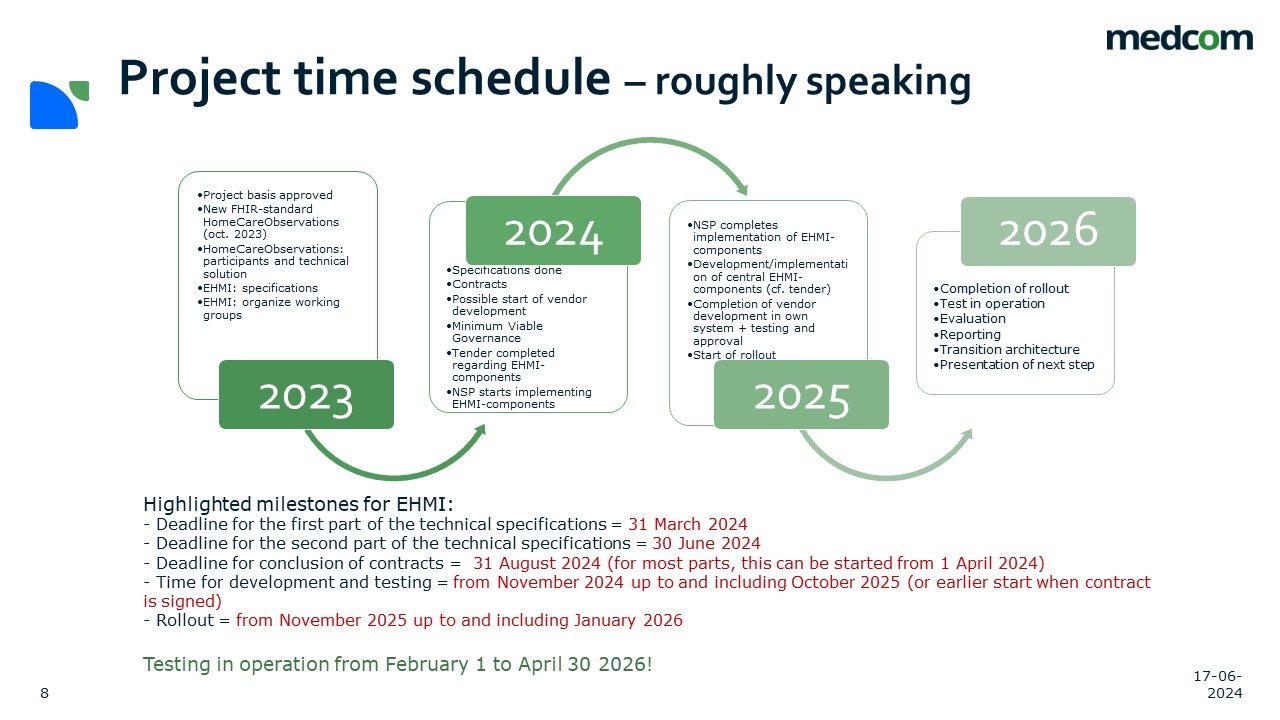 medcom
Project time schedule – roughly speaking
•Project basis approved
•New FHIR-standard
HomeCareObservations
(oct. 2023)
•HomeCareObservations:
participants and technical
solution
•EHMI: specifications
•EHMI: organize working
groups
2023
2024
•Specifications done
•Contracts
•Possible start of vendor
development
•Minimum Viable
Governance
•Tender completed
regarding EHMI-
components
•NSP starts implementing
EHMI-components
•NSP completes
implementation of EHMI-
components
•Development/implementati
on of central EHMI-
components (cf. tender)
•Completion of vendor
development in own
system + testing and
approval
•Start of rollout
2025
2026
•Completion of rollout
•Test in operation
•Evaluation
•Reporting
•Transition architecture
•Presentation of next step
Highlighted milestones for EHMI:
- Deadline for the first part of the technical specifications = 31 March 2024
- Deadline for the second part of the technical specifications = 30 June 2024
- Deadline for conclusion of contracts = 31 August 2024 (for most parts, this can be started from 1 April 2024)
- Time for development and testing = from November 2024 up to and including October 2025 (or earlier start when contract
is signed)
- Rollout = from November 2025 up to and including January 2026
Testing in operation from February 1 to April 30 2026!
8
17-06-
2024